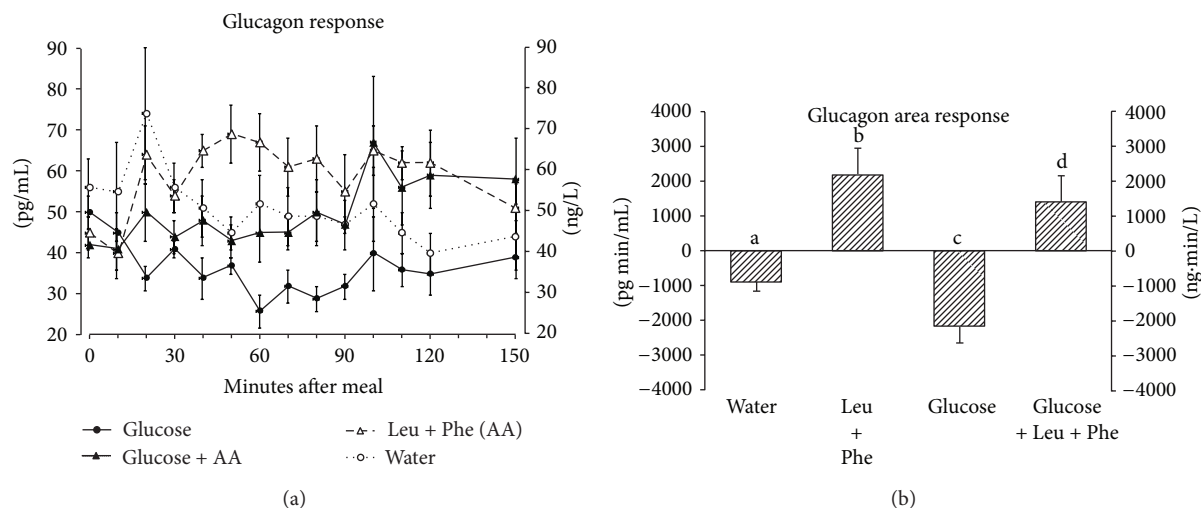 Glucagon response
90
80
70
60
50
40
30
20
(pg/mL)
90
80
70
60
50
40
30
20
(ng/L)
0 30 60 90 120 150
Minutes after meal
Glucose
Leu + Phe (AA)
Glucose + AA
Water
(a)
Glucagon area response
4000
3000
2000
1000
0
−1000
−2000
−3000
−4000
(pg min/mL)
a
b
c
d
4000
3000
2000
1000
0
−1000
−2000
−3000
−4000
(ng·min/L)
Water
Leu
+
Phe
Glucose
Glucose
+ Leu + Phe
(b)